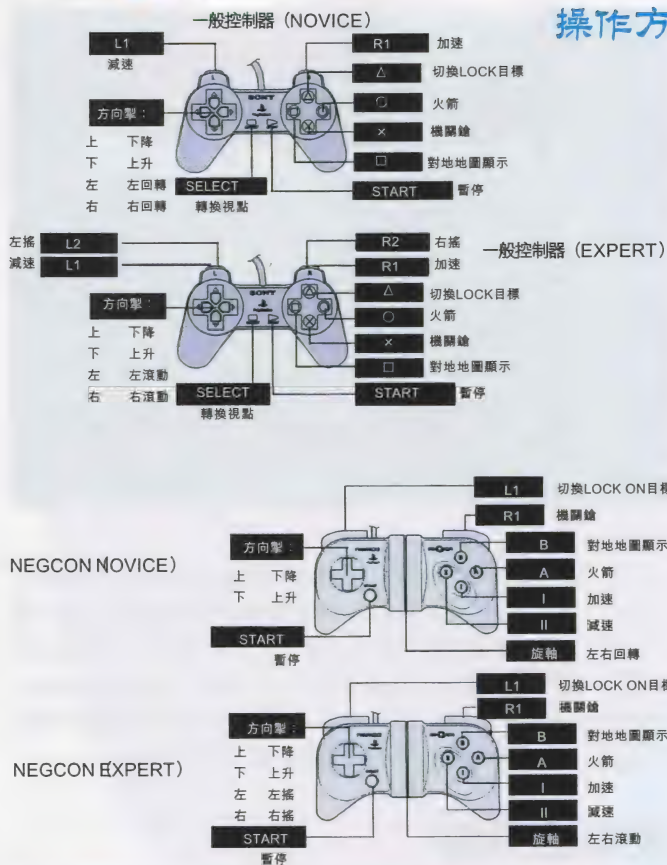 操作方
一般控制器（NOVICE）
L1
減速
方向掣：
上 下降
下 上升
左 左回轉
右 右回轉
SELECT
轉換視點
R1 加速
△ 切換LOCK目標
○ 火箭
× 機關鎗
□ 對地地圖顯示
START 暫停
SONY
一般控制器（EXPERT）
左搖 L2
減速 L1
方向掣：
上 下降
下 上升
左 左滾動
右 右滾動
SELECT
轉換視點
R2 右搖
R1 加速
△ 切換LOCK目標
○ 火箭
× 機關鎗
□ 對地地圖顯示
START 暫停
SONY
NEGCON NOVICE）
方向掣：
上 下降
下 上升
START
暫停
L1 切換LOCK ON目標
R1 機關鎗
B 對地地圖顯示
A 火箭
I 加速
II 減速
旋軸 左右回轉
NEGCON EXPERT）
方向掣：
上 下降
下 上升
左 左搖
右 右搖
START
暫停
L1 切換LOCK ON目標
R1 機關鎗
B 對地地圖顯示
A 火箭
I 加速
II 減速
旋軸 左右滾動